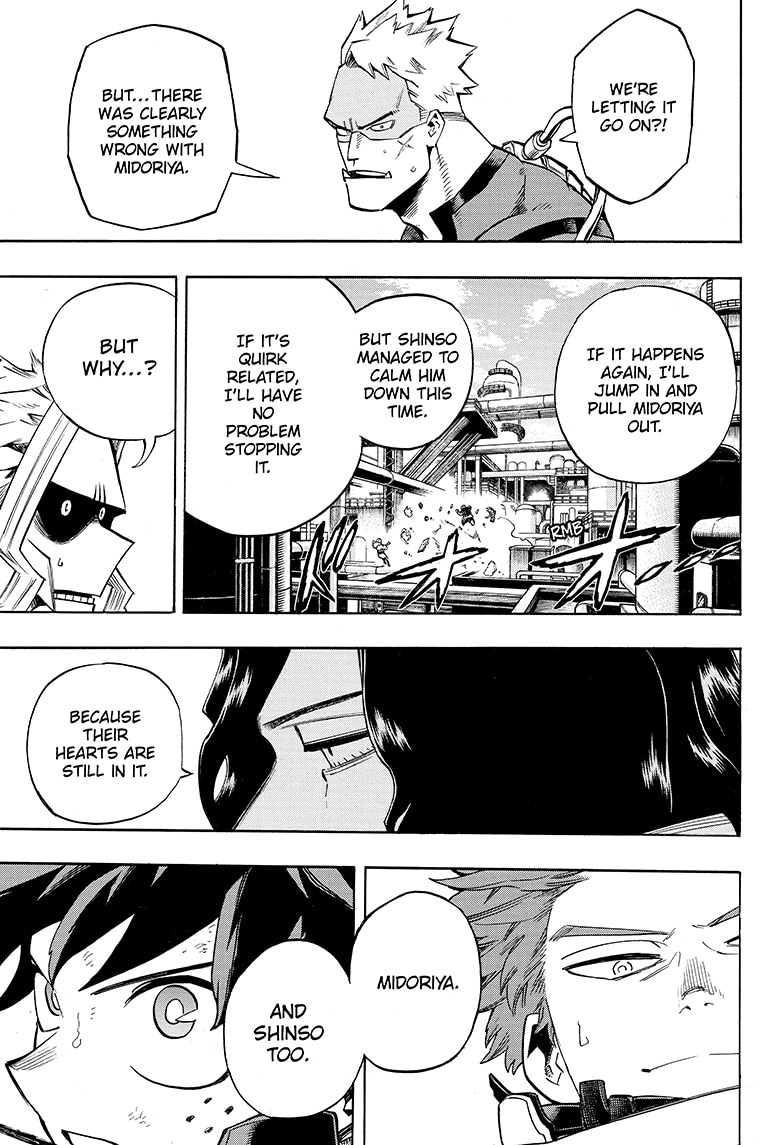 WE'RE
LETTING IT
GO ON?!
BUT...THERE
WAS CLEARLY
SOMETHING
WRONG WITH
MIDORIYA.
IF IT HAPPENS
AGAIN, I'LL
JUMP IN AND
PULL MIDORIYA
OUT.
BUT SHINSO
MANAGED TO
CALM HIM
DOWN THIS
TIME.
IF IT'S
QUIRK
RELATED,
I'LL HAVE
NO
PROBLEM
STOPPING
IT.
RMB
ドオオ
BUT
WHY...?
BECAUSE
THEIR
HEARTS ARE
STILL IN IT.
MIDORIYA.
AND
SHINSO
TOO.